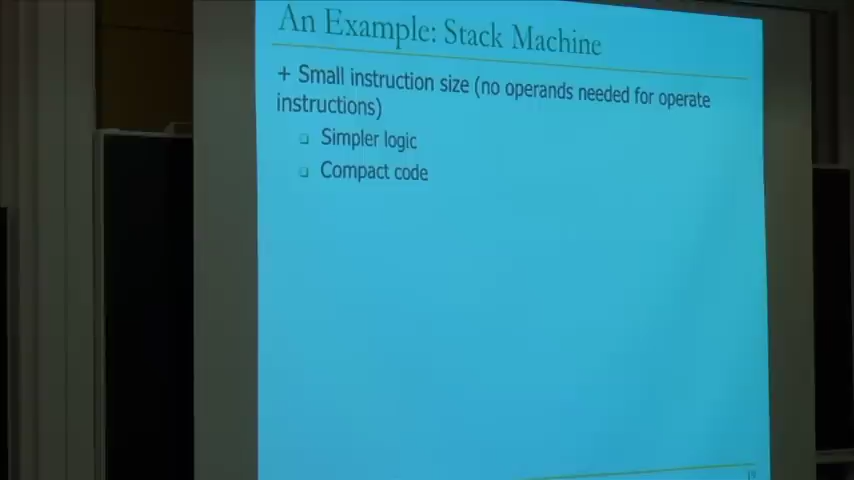 An Example: Stack Machine
+ Small instruction size (no operands needed for operate
instructions)
❑ Simpler logic
❑ Compact code